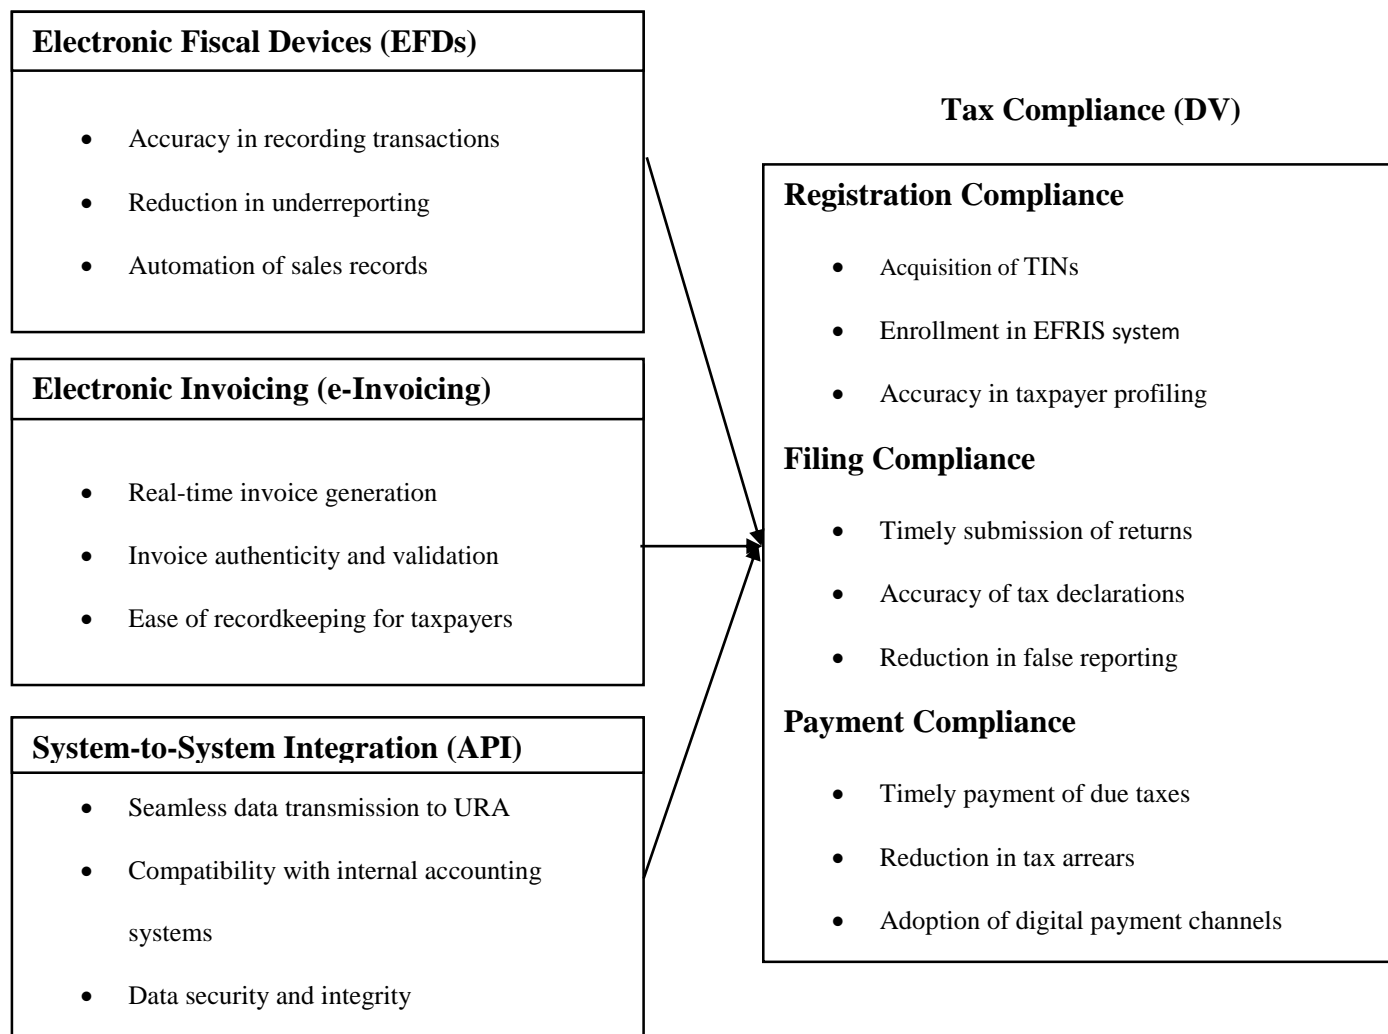 Electronic Fiscal Devices (EFDs)
• Accuracy in recording transactions
• Reduction in underreporting
• Automation of sales records
Electronic Invoicing (e-Invoicing)
• Real-time invoice generation
• Invoice authenticity and validation
• Ease of recordkeeping for taxpayers
System-to-System Integration (API)
• Seamless data transmission to URA
• Compatibility with internal accounting
systems
• Data security and integrity
Tax Compliance (DV)
Registration Compliance
• Acquisition of TINs
• Enrollment in EFRIS system
• Accuracy in taxpayer profiling
Filing Compliance
• Timely submission of returns
• Accuracy of tax declarations
• Reduction in false reporting
Payment Compliance
• Timely payment of due taxes
• Reduction in tax arrears
• Adoption of digital payment channels